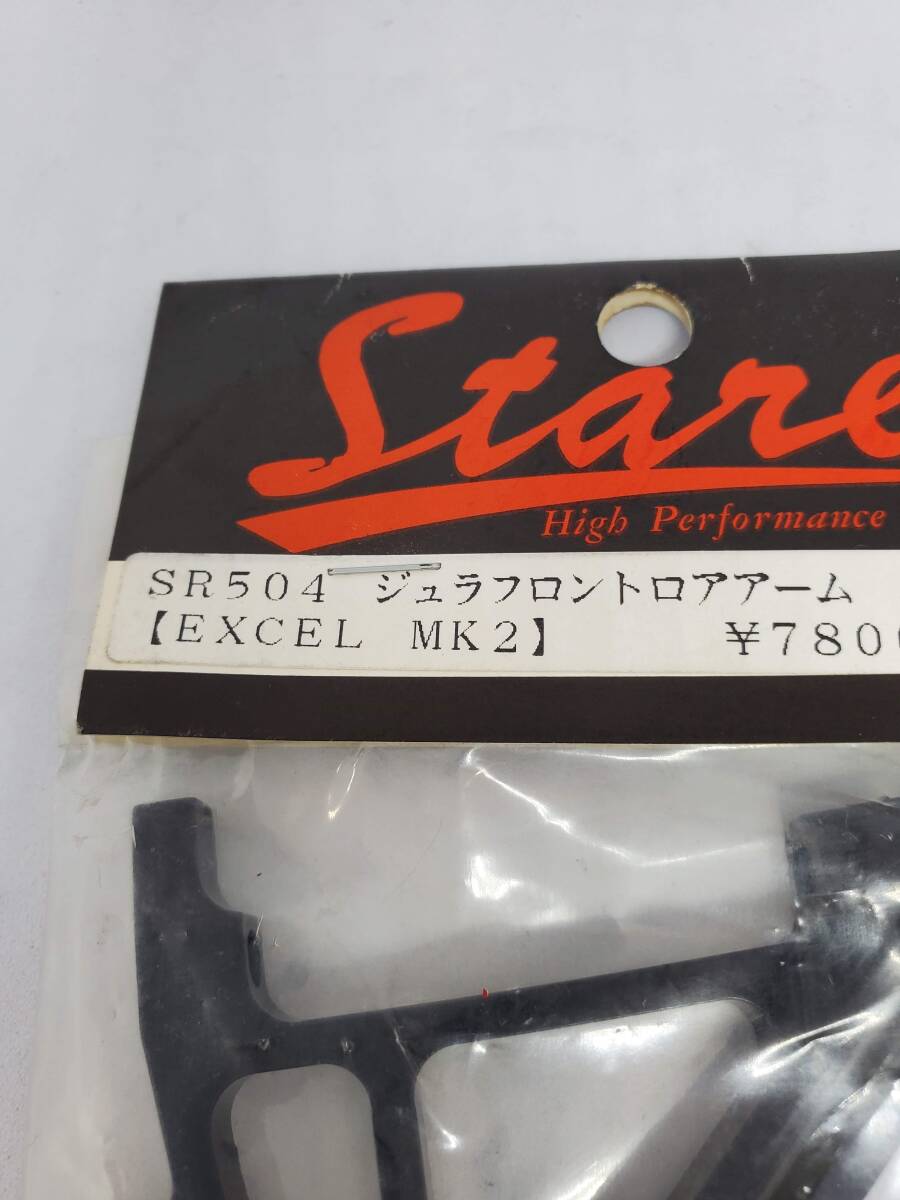 Stare
High Performance
SR504 ジュラフロントロアアーム
【EXCEL MK2】 ¥780